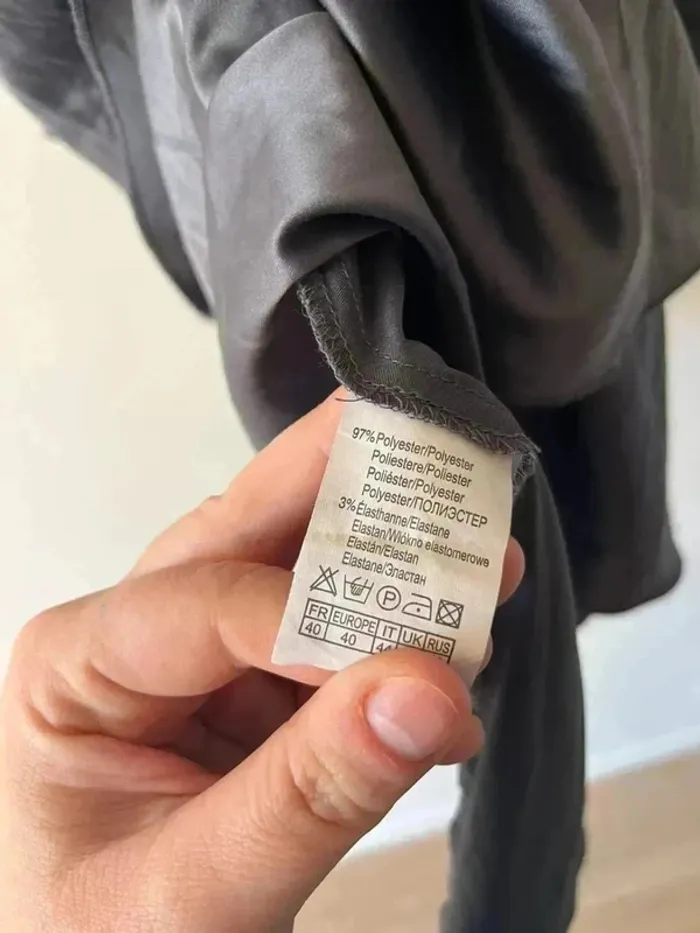 97% Polyester/Polyester
Poliestere/Poliester
Poliéster/Polyester
Polyester/ПОЛИЭСТЕР
3% Élasthanne/Elastane
Elastan/Włókno elastomerowe
Elastán/Elastan
Elastane/Эластан
P
FR EUROPE IT UK RUS
40 40